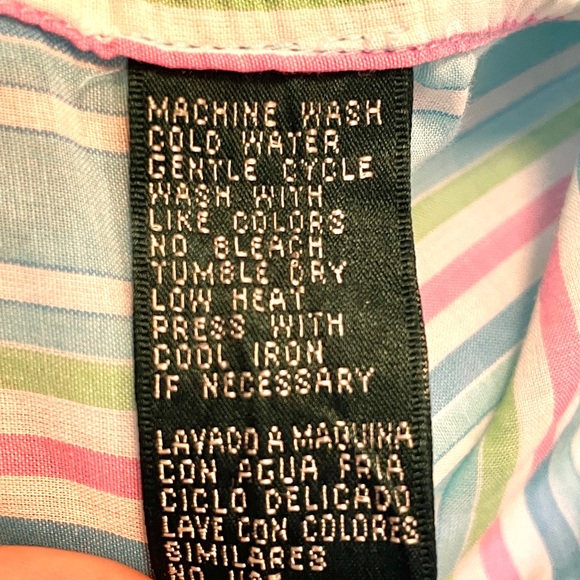 MACHINE WASH
COLD WATER
GENTLE CYCLE
WASH WITH
LIKE COLORS
NO BLEACH
TUMBLE DRY
LOW HEAT
PRESS WITH
COOL IRON
IF NECESSARY
LAVADO A MAQUINA
CON AGUA FRIA
CICLO DELICADO
LAVE CON COLORES
SIMILARES
NO